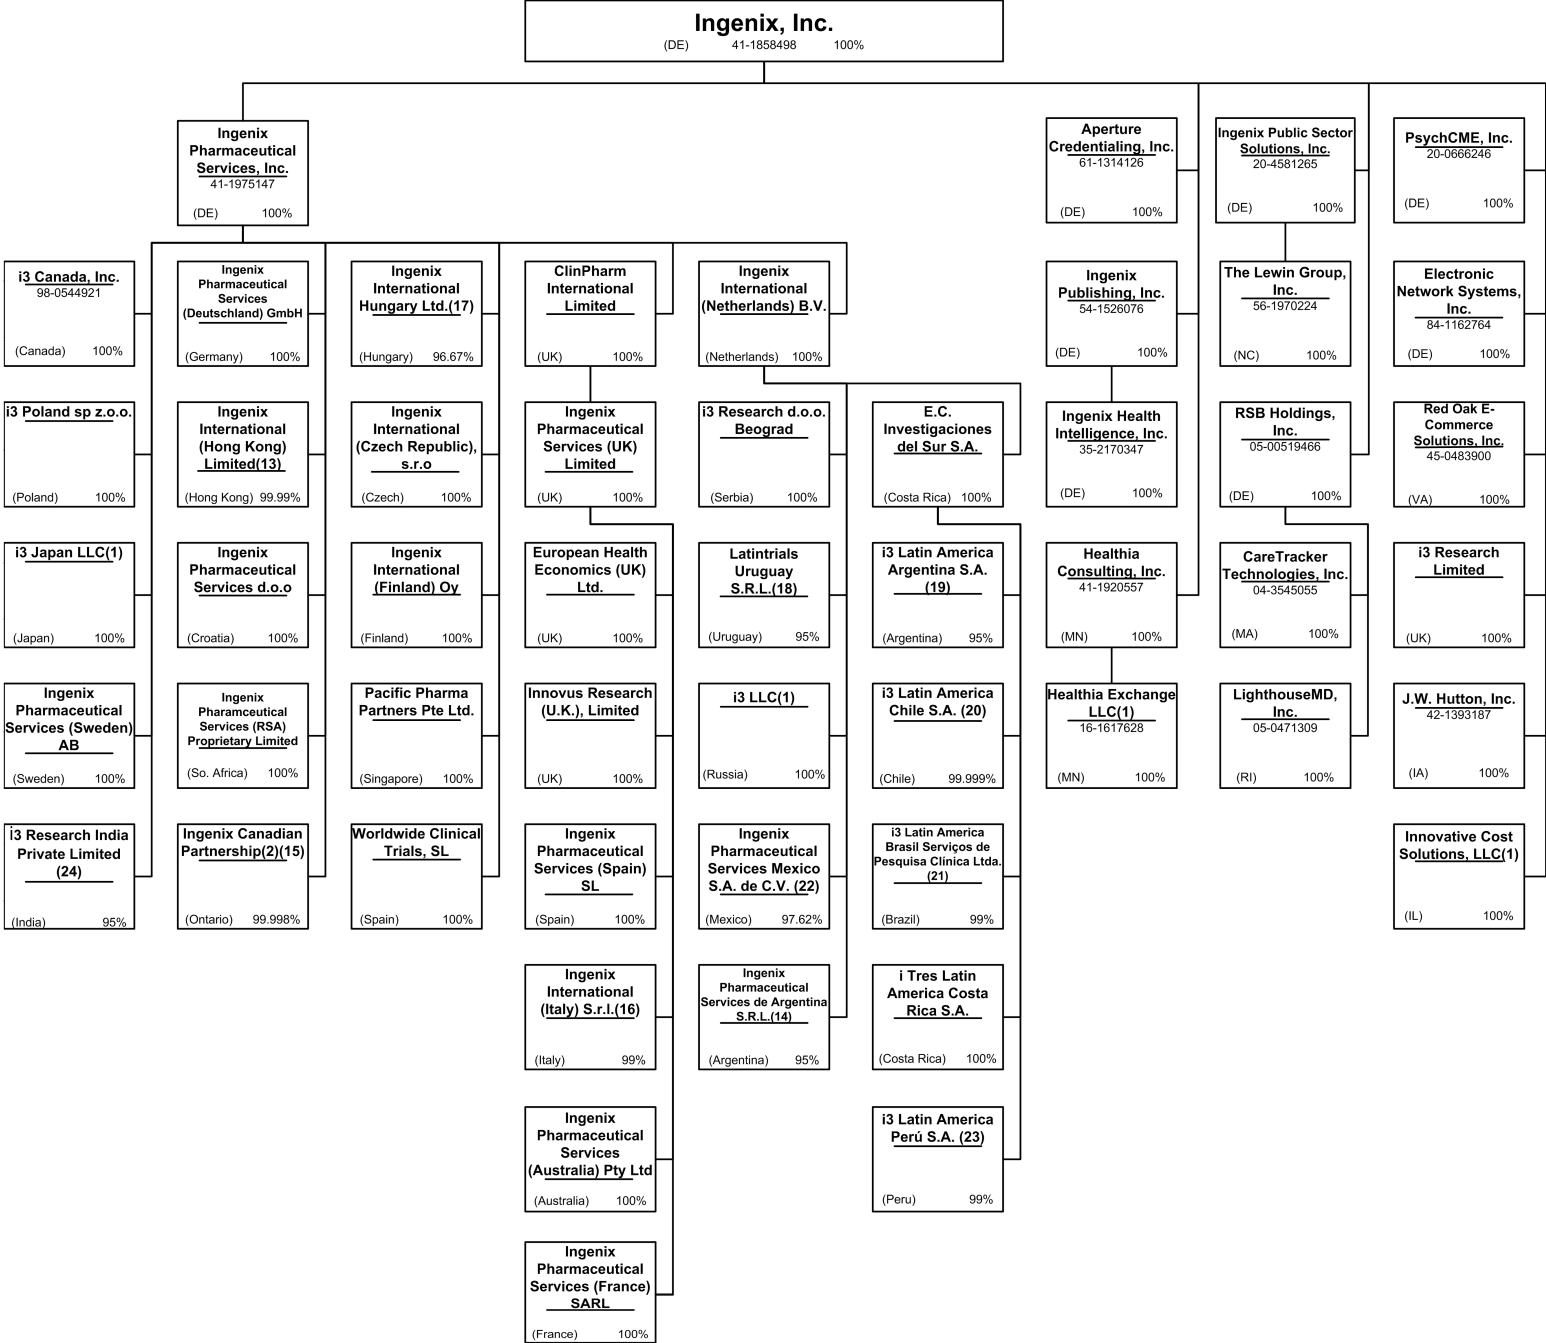 Ingenix, Inc.
(DE) 41-1858498 100%
Ingenix
Pharmaceutical
Services, Inc.
41-1975147
(DE) 100%
Aperture
Credentialing, Inc.
61-1314126
(DE) 100%
Ingenix Public Sector
Solutions, Inc.
20-4581265
(DE) 100%
PsychCME, Inc.
20-0666246
(DE) 100%
i3 Canada, Inc.
98-0544921
(Canada) 100%
Ingenix
Pharmaceutical
Services
(Deutschland) GmbH
(Germany) 100%
Ingenix
International
Hungary Ltd.(17)
(Hungary) 96.67%
ClinPharm
International
Limited
(UK) 100%
Ingenix
International
(Netherlands) B.V.
(Netherlands) 100%
Ingenix
Publishing, Inc.
54-1526076
(DE) 100%
The Lewin Group,
Inc.
56-1970224
(NC) 100%
Electronic
Network Systems,
Inc.
84-1162764
(DE) 100%
i3 Poland sp z.o.o.
(Poland) 100%
Ingenix
International
(Hong Kong)
Limited(13)
(Hong Kong) 99.99%
Ingenix
International
(Czech Republic),
s.r.o
(Czech) 100%
Ingenix
Pharmaceutical
Services (UK)
Limited
(UK) 100%
i3 Research d.o.o.
Beograd
(Serbia) 100%
E.C.
Investigaciones
del Sur S.A.
(Costa Rica) 100%
Ingenix Health
Intelligence, Inc.
35-2170347
(DE) 100%
RSB Holdings,
Inc.
05-00519466
(DE) 100%
Red Oak E-
Commerce
Solutions, Inc.
45-0483900
(VA) 100%
i3 Japan LLC(1)
(Japan) 100%
Ingenix
Pharmaceutical
Services d.o.o
(Croatia) 100%
Ingenix
International
(Finland) Oy
(Finland) 100%
European Health
Economics (UK)
Ltd.
(UK) 100%
Latintrials
Uruguay
S.R.L.(18)
(Uruguay) 95%
i3 Latin America
Argentina S.A.
(19)
(Argentina) 95%
Healthia
Consulting, Inc.
41-1920557
(MN) 100%
CareTracker
Technologies, Inc.
04-3545055
(MA) 100%
i3 Research
Limited
(UK) 100%
Ingenix
Pharmaceutical
Services (Sweden)
AB
(Sweden) 100%
Ingenix
Pharamceutical
Services (RSA)
Proprietary Limited
(So. Africa) 100%
Pacific Pharma
Partners Pte Ltd.
(Singapore) 100%
Innovus Research
(U.K.), Limited
(UK) 100%
i3 LLC(1)
(Russia) 100%
i3 Latin America
Chile S.A. (20)
(Chile) 99.999%
Healthia Exchange
LLC(1)
16-1617628
(MN) 100%
LighthouseMD,
Inc.
05-0471309
(RI) 100%
J.W. Hutton, Inc.
42-1393187
(IA) 100%
i3 Research India
Private Limited
(24)
(India) 95%
Ingenix Canadian
Partnership(2)(15)
(Ontario) 99.998%
Worldwide Clinical
Trials, SL
(Spain) 100%
Ingenix
Pharmaceutical
Services (Spain)
SL
(Spain) 100%
Ingenix
Pharmaceutical
Services Mexico
S.A. de C.V. (22)
(Mexico) 97.62%
i3 Latin America
Brasil Serviços de
Pesquisa Clínica Ltda.
(21)
(Brazil) 99%
Innovative Cost
Solutions, LLC(1)
(IL) 100%
Ingenix
International
(Italy) S.r.l.(16)
(Italy) 99%
Ingenix
Pharmaceutical
Services de Argentina
S.R.L.(14)
(Argentina) 95%
i Tres Latin
America Costa
Rica S.A.
(Costa Rica) 100%
Ingenix
Pharmaceutical
Services
(Australia) Pty Ltd
(Australia) 100%
i3 Latin America
Perú S.A. (23)
(Peru) 99%
Ingenix
Pharmaceutical
Services (France)
SARL
(France) 100%